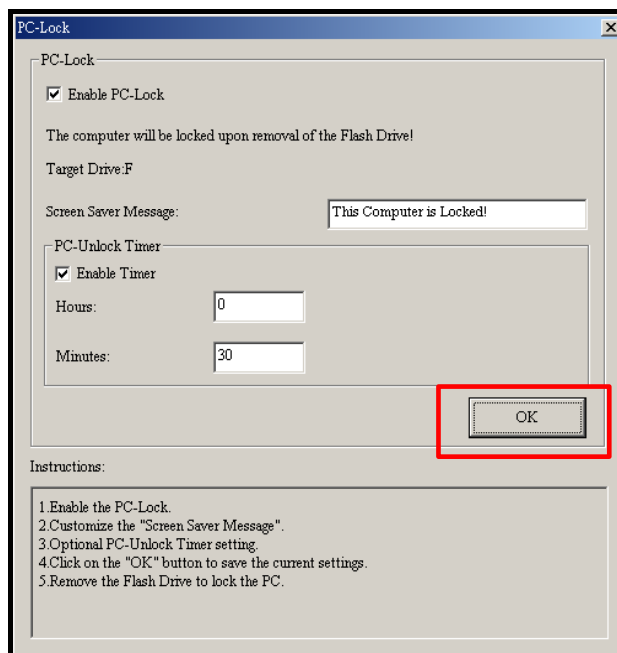 PC-Lock
PC-Lock
Enable PC-Lock
The computer will be locked upon removal of the Flash Drive!
Target Drive:F
Screen Saver Message: This Computer is Locked!
PC-Unlock Timer
Enable Timer
Hours: 0
Minutes: 30
OK
Instructions:
1.Enable the PC-Lock.
2.Customize the "Screen Saver Message".
3.Optional PC-Unlock Timer setting.
4.Click on the "OK" button to save the current settings.
5.Remove the Flash Drive to lock the PC.